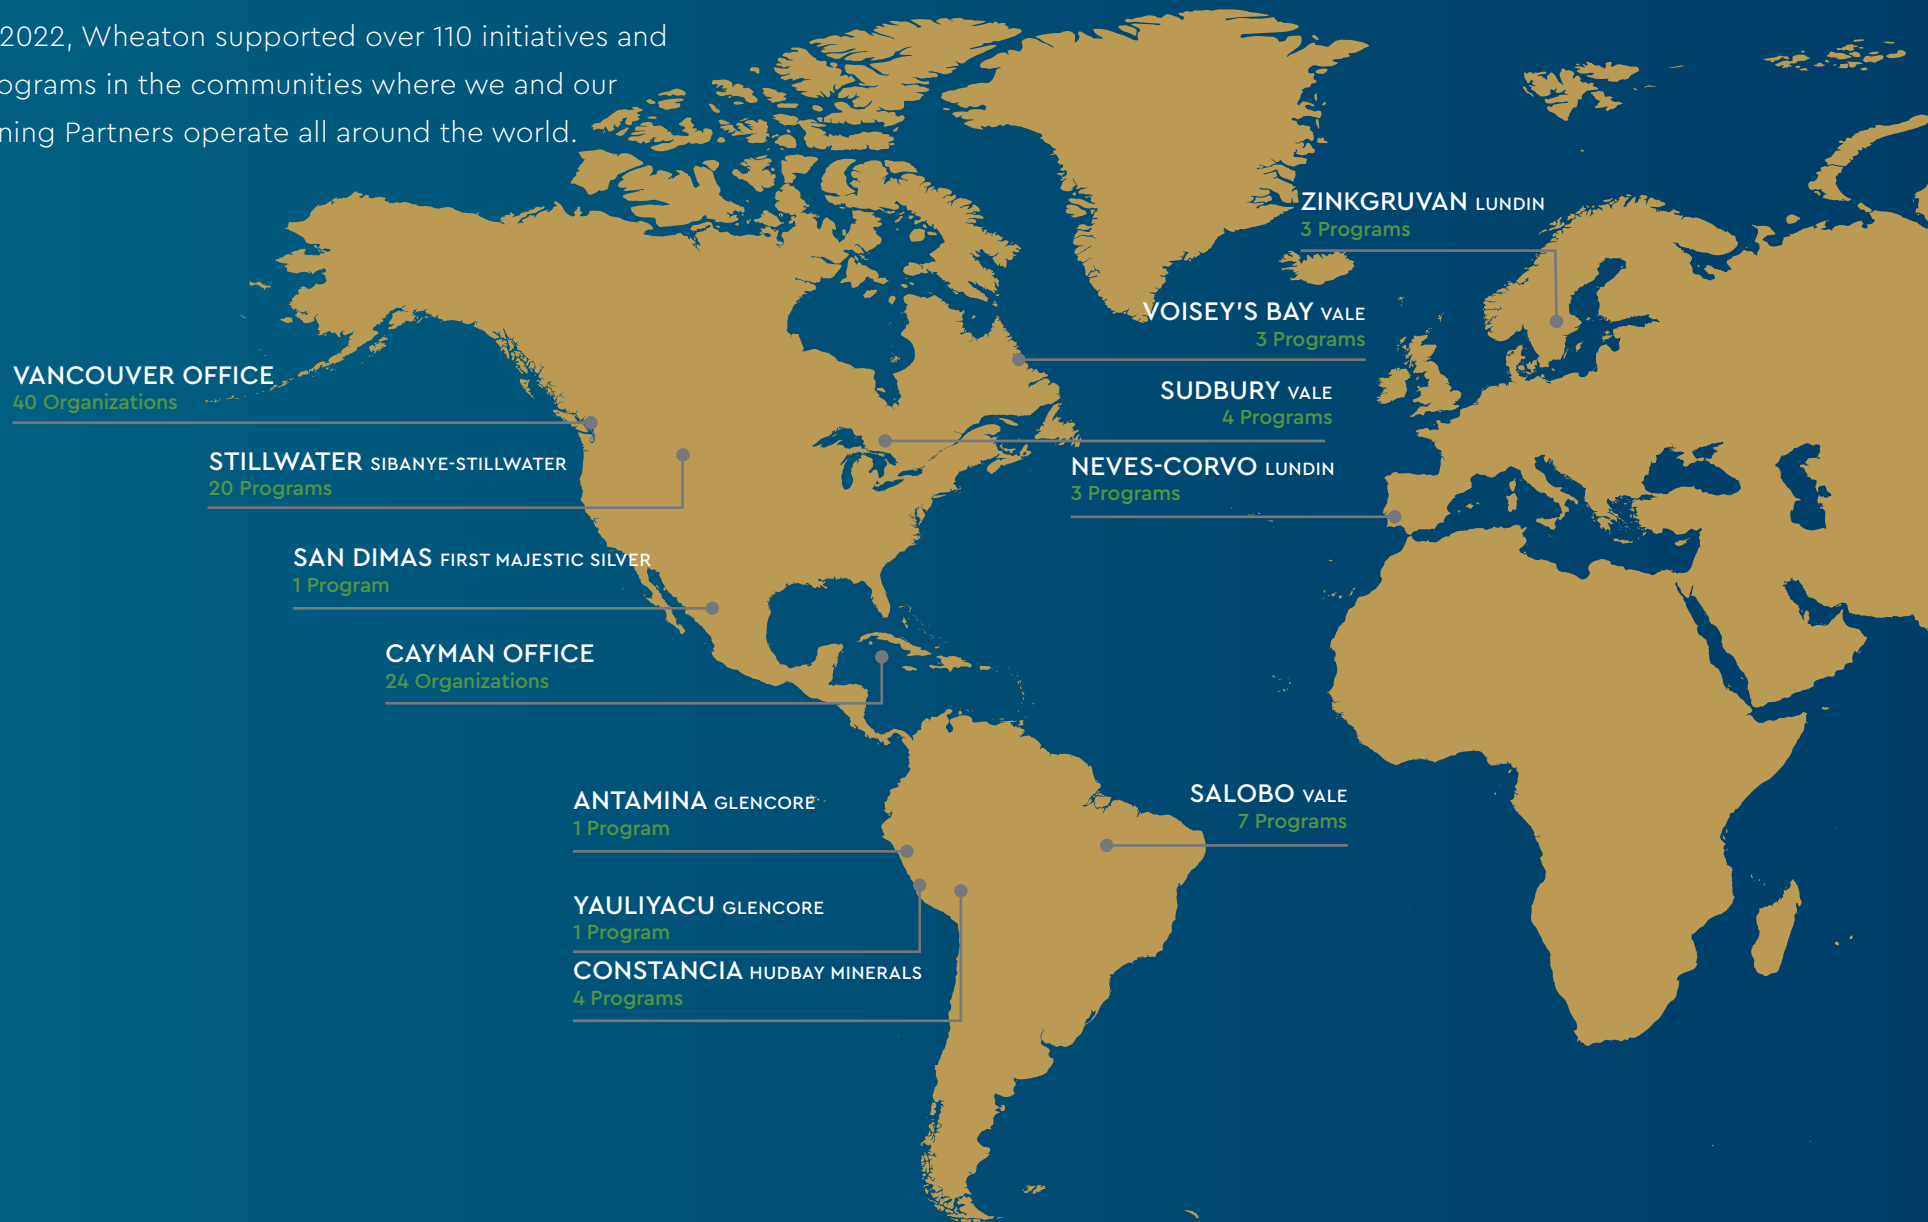 2022, Wheaton supported over 110 initiatives and
ograms in the communities where we and our
ning Partners operate all around the world.
ZINKGRUVAN LUNDIN
3 Programs
VOISEY'S BAY VALE
3 Programs
VANCOUVER OFFICE
40 Organizations
SUDBURY VALE
4 Programs
STILLWATER SIBANYE-STILLWATER
20 Programs
NEVES-CORVO LUNDIN
3 Programs
SAN DIMAS FIRST MAJESTIC SILVER
1 Program
CAYMAN OFFICE
24 Organizations
ANTAMINA GLENCORE
1 Program
SALOBO VALE
7 Programs
YAULIYACU GLENCORE
1 Program
CONSTANCIA HUDBAY MINERALS
4 Programs